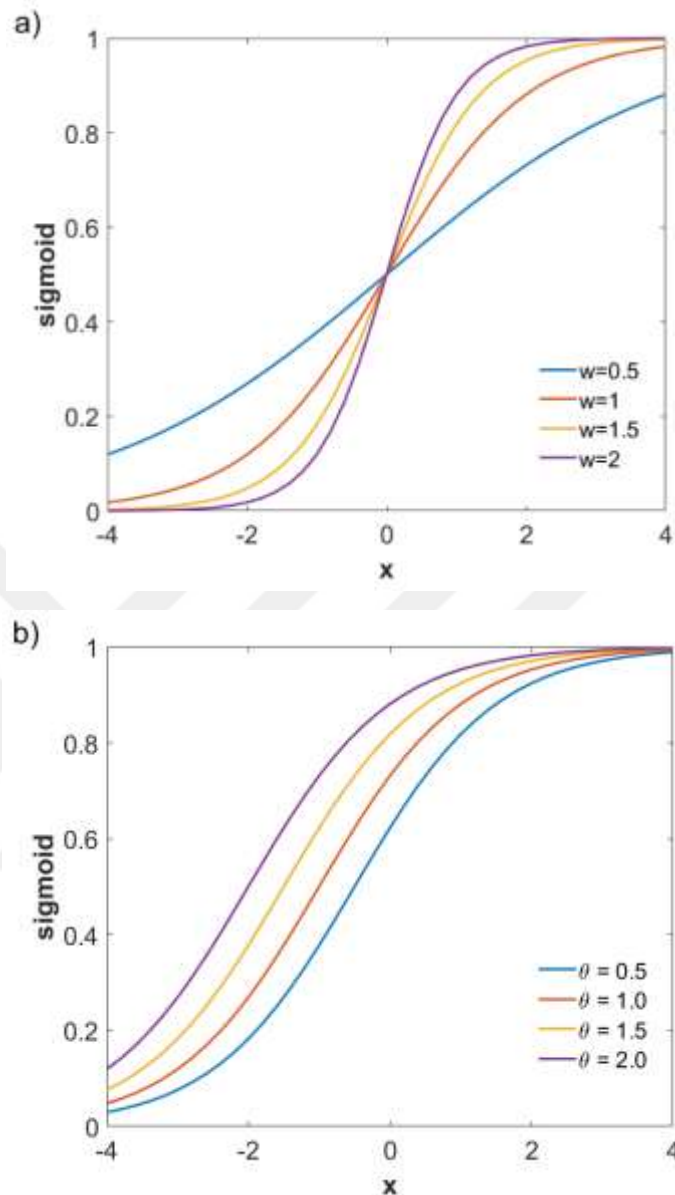 a)
1
0.8
0.6
0.4
0.2
0
sigmoid
w=0.5
w=1
w=1.5
w=2
-4 -2 0 2 4
x
b)
1
0.8
0.6
0.4
0.2
0
sigmoid
θ = 0.5
θ = 1.0
θ = 1.5
θ = 2.0
-4 -2 0 2 4
x